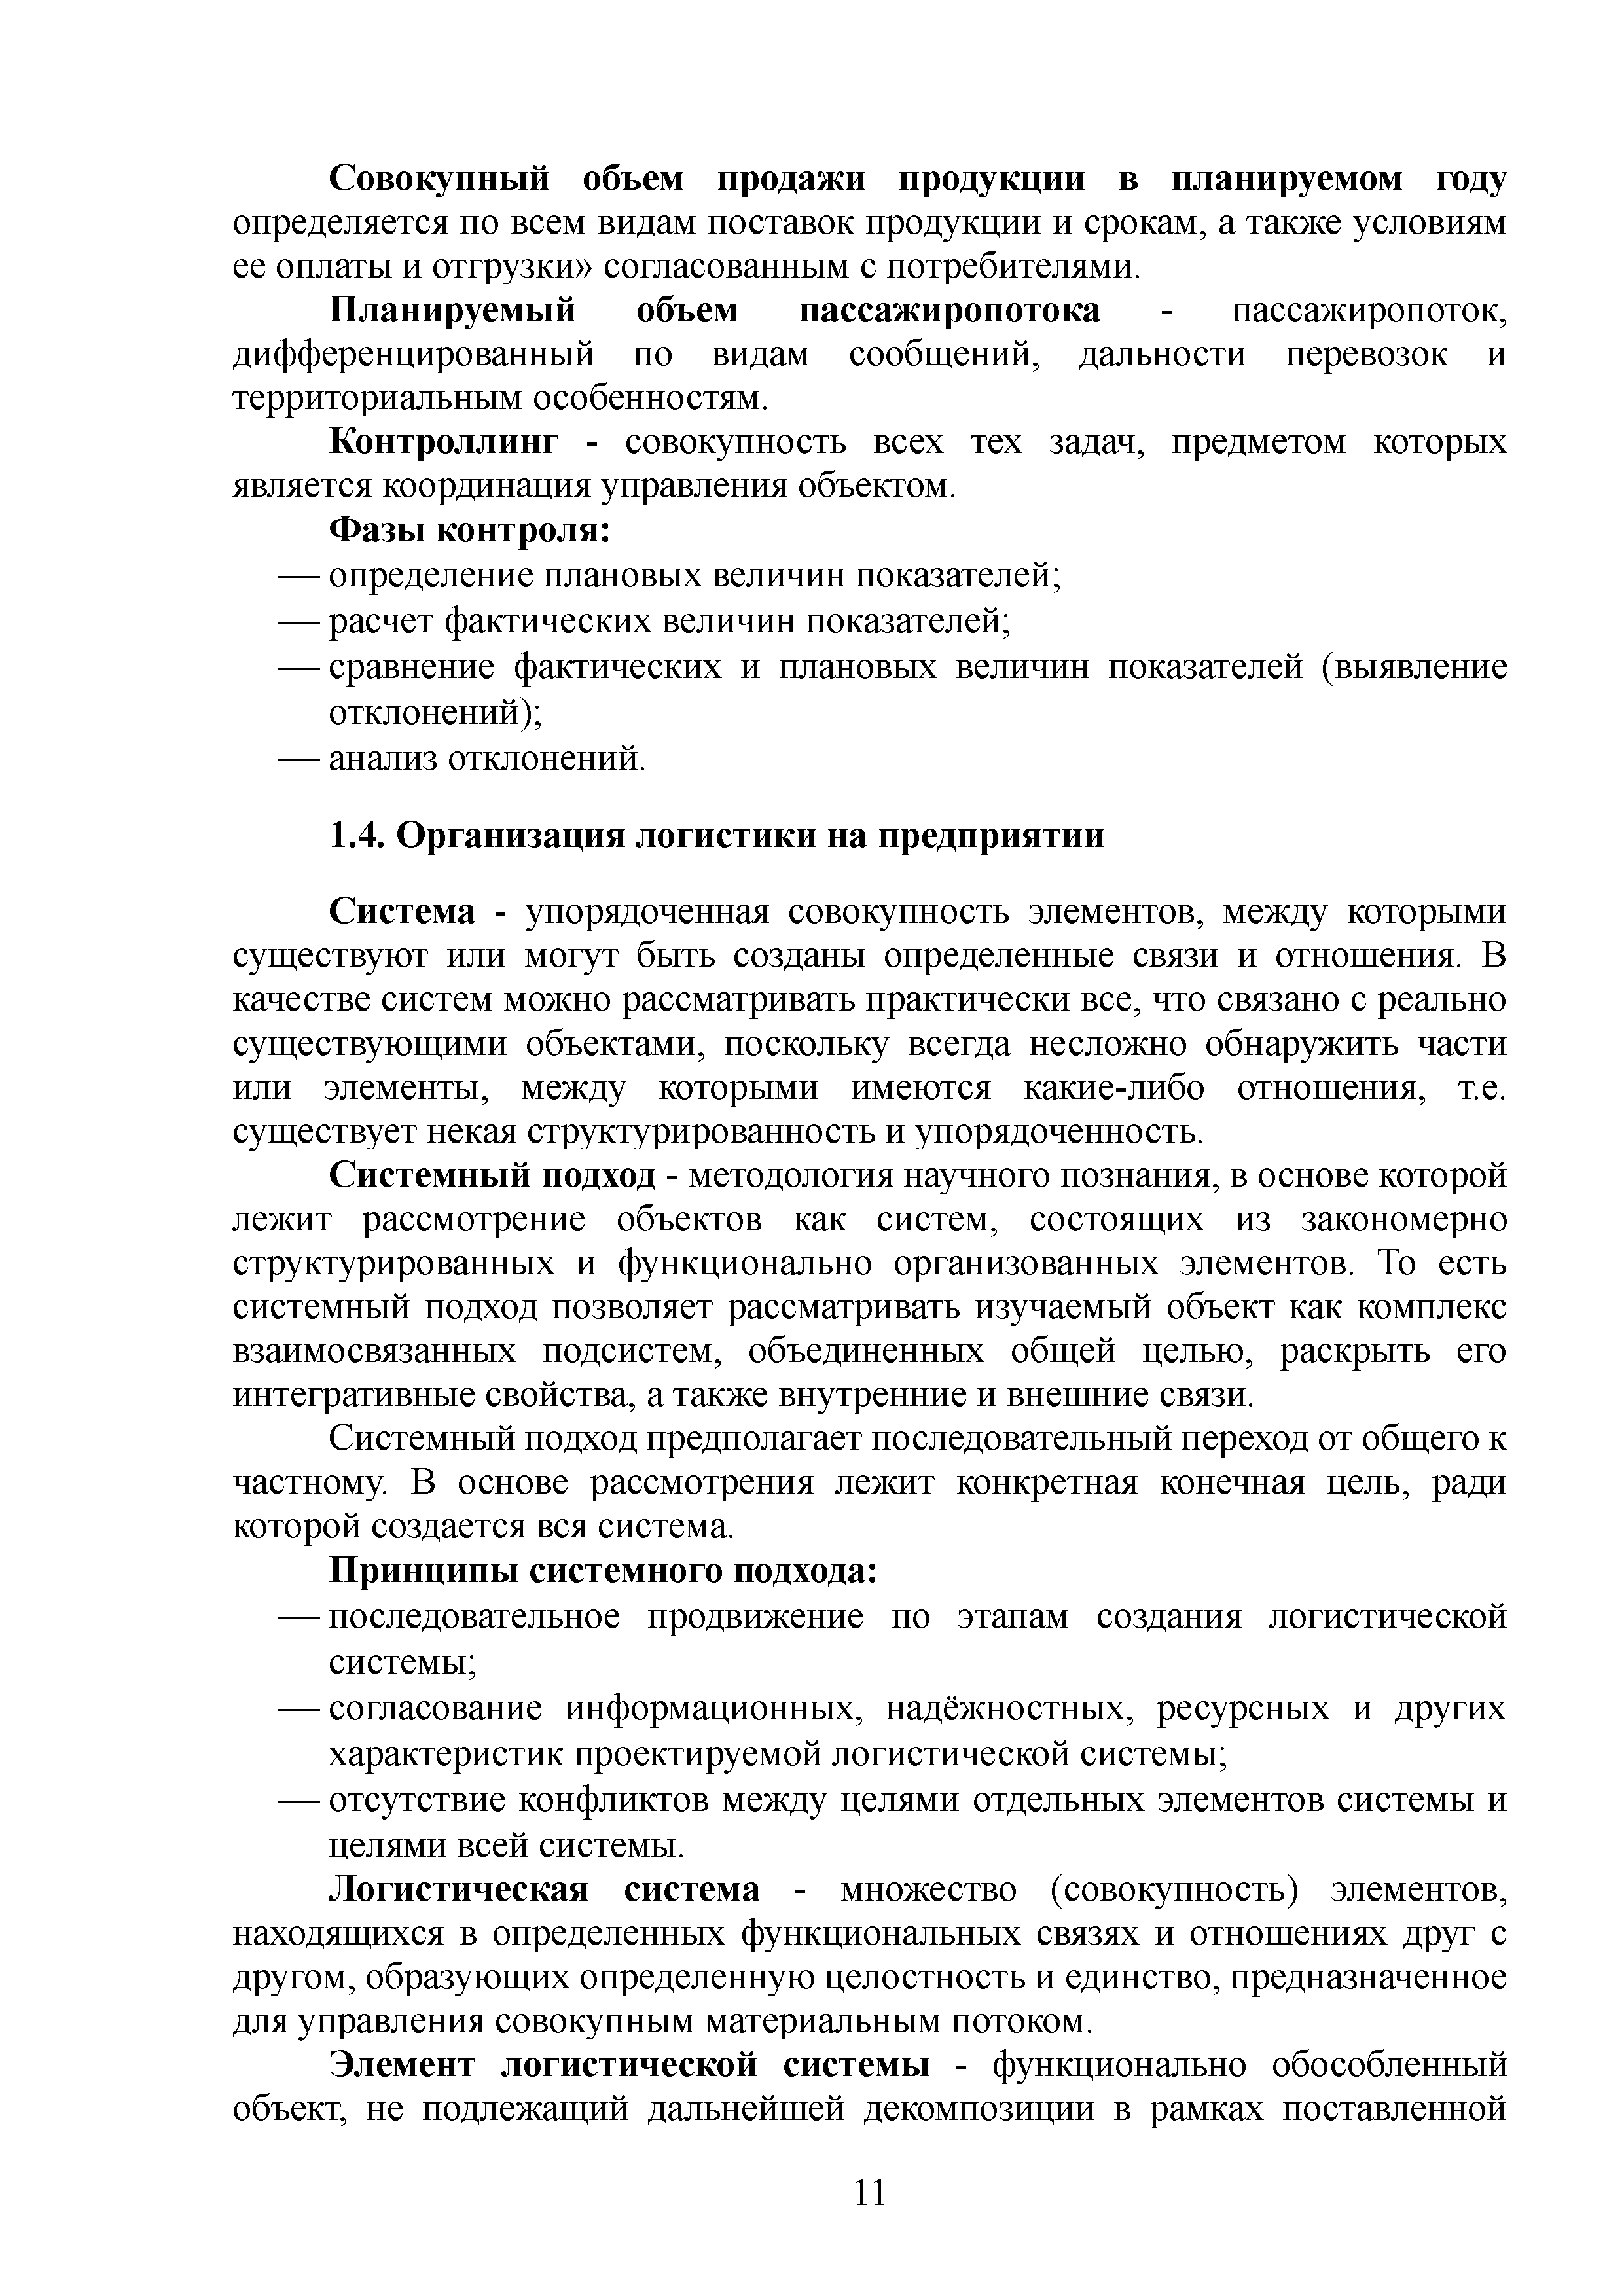 Совокупный объем продажи продукции в планируемом году
определяется по всем видам поставок продукции и срокам, а также условиям
ее оплаты и отгрузки» согласованным с потребителями.
Планируемый объем пассажиропотока - пассажиропоток,
дифференцированный по видам сообщений, дальности перевозок и
территориальным особенностям.
Контроллинг - совокупность всех тех задач, предметом которых
является координация управления объектом.
Фазы контроля:
— определение плановых величин показателей;
— расчет фактических величин показателей;
— сравнение фактических и плановых величин показателей (выявление
отклонений);
— анализ отклонений.
1.4. Организация логистики на предприятии
Система - упорядоченная совокупность элементов, между которыми
существуют или могут быть созданы определенные связи и отношения. В
качестве систем можно рассматривать практически все, что связано с реально
существующими объектами, поскольку всегда несложно обнаружить части
или элементы, между которыми имеются какие-либо отношения, т.е.
существует некая структурированность и упорядоченность.
Системный подход - методология научного познания, в основе которой
лежит рассмотрение объектов как систем, состоящих из закономерно
структурированных и функционально организованных элементов. То есть
системный подход позволяет рассматривать изучаемый объект как комплекс
взаимосвязанных подсистем, объединенных общей целью, раскрыть его
интегративные свойства, а также внутренние и внешние связи.
Системный подход предполагает последовательный переход от общего к
частному. В основе рассмотрения лежит конкретная конечная цель, ради
которой создается вся система.
Принципы системного подхода:
— последовательное продвижение по этапам создания логистической
системы;
— согласование информационных, надёжностных, ресурсных и других
характеристик проектируемой логистической системы;
— отсутствие конфликтов между целями отдельных элементов системы и
целями всей системы.
Логистическая система - множество (совокупность) элементов,
находящихся в определенных функциональных связях и отношениях друг с
другом, образующих определенную целостность и единство, предназначенное
для управления совокупным материальным потоком.
Элемент логистической системы - функционально обособленный
объект, не подлежащий дальнейшей декомпозиции в рамках поставленной
11